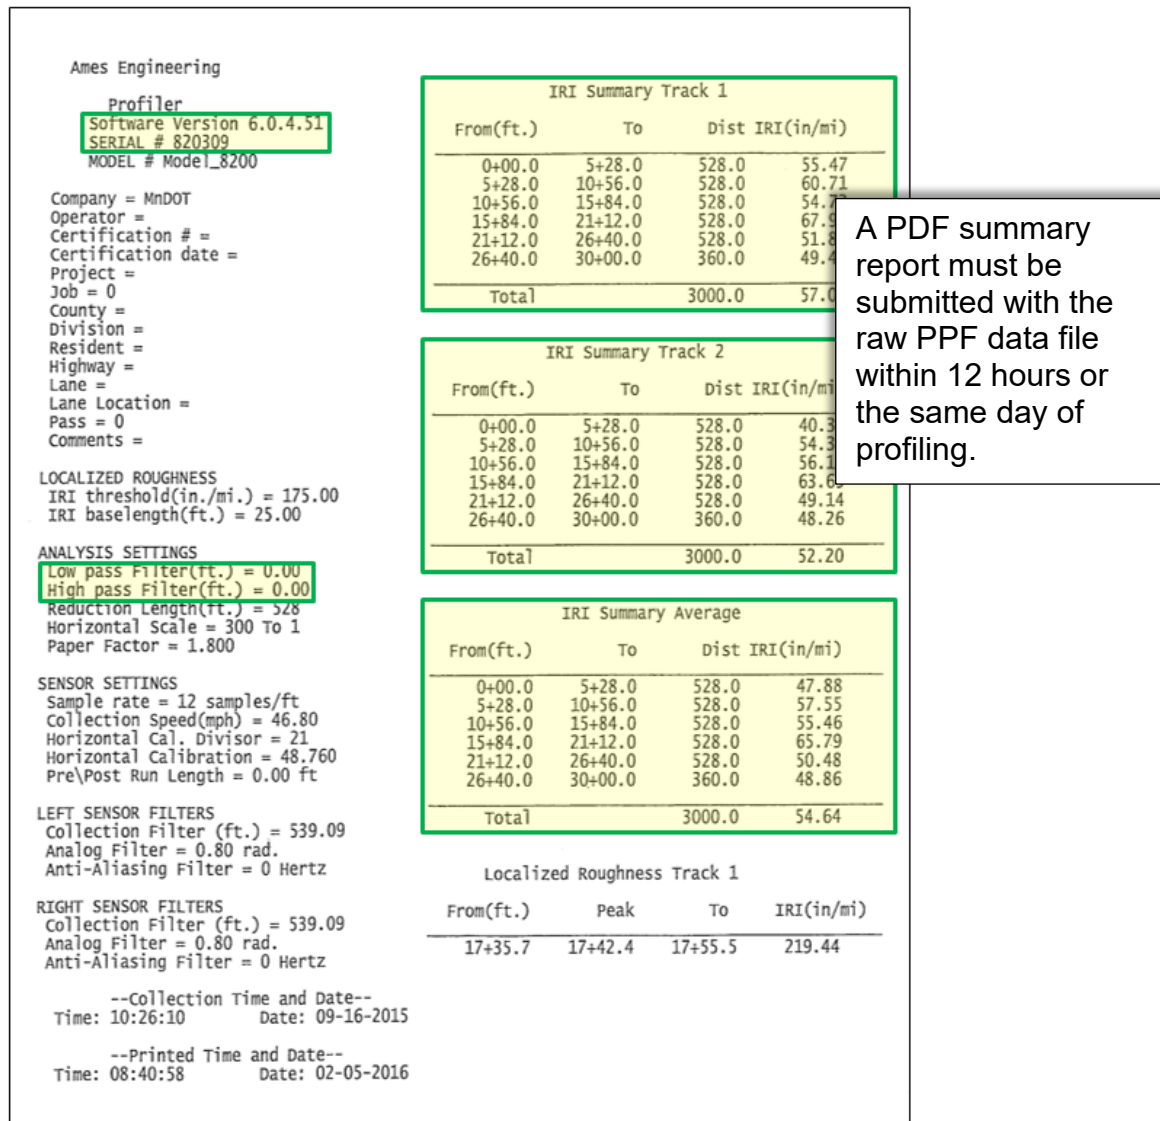 Ames Engineering
Profiler
Software Version 6.0.4.51
SERIAL # 820309
MODEL # Model_8200
Company = MnDOT
Operator =
Certification # =
Certification date =
Project =
Job = 0
County =
Division =
Resident =
Highway =
Lane =
Lane Location =
Pass = 0
Comments =
LOCALIZED ROUGHNESS
IRI threshold(in./mi.) = 175.00
IRI baselength(ft.) = 25.00
ANALYSIS SETTINGS
Low pass Filter(ft.) = 0.00
High pass Filter(ft.) = 0.00
Reduction Length(ft.) = 528
Horizontal Scale = 300 To 1
Paper Factor = 1.800
SENSOR SETTINGS
Sample rate = 12 samples/ft
Collection Speed(mph) = 46.80
Horizontal Cal. Divisor = 21
Horizontal Calibration = 48.760
Pre\Post Run Length = 0.00 ft
LEFT SENSOR FILTERS
Collection Filter (ft.) = 539.09
Analog Filter = 0.80 rad.
Anti-Aliasing Filter = 0 Hertz
RIGHT SENSOR FILTERS
Collection Filter (ft.) = 539.09
Analog Filter = 0.80 rad.
Anti-Aliasing Filter = 0 Hertz
--Collection Time and Date--
Time: 10:26:10 Date: 09-16-2015
--Printed Time and Date--
Time: 08:40:58 Date: 02-05-2016
IRI Summary Track 1
From(ft.) To Dist IRI(in/mi)
0+00.0 5+28.0 528.0 55.47
5+28.0 10+56.0 528.0 60.71
10+56.0 15+84.0 528.0
15+84.0 21+12.0 528.0
21+12.0 26+40.0 528.0
26+40.0 30+00.0 360.0
Total 3000.0
IRI Summary Track 2
From(ft.) To Dist
0+00.0 5+28.0 528.0
5+28.0 10+56.0 528.0
10+56.0 15+84.0 528.0
15+84.0 21+12.0 528.0
21+12.0 26+40.0 528.0 49.14
26+40.0 30+00.0 360.0 48.26
Total 3000.0 52.20
IRI Summary Average
From(ft.) To Dist IRI(in/mi)
0+00.0 5+28.0 528.0 47.88
5+28.0 10+56.0 528.0 57.55
10+56.0 15+84.0 528.0 55.46
15+84.0 21+12.0 528.0 65.79
21+12.0 26+40.0 528.0 50.48
26+40.0 30+00.0 360.0 48.86
Total 3000.0 54.64
Localized Roughness Track 1
From(ft.) Peak To IRI(in/mi)
17+35.7 17+42.4 17+55.5 219.44
A PDF summary
report must be
submitted with the
raw PPF data file
within 12 hours or
the same day of
profiling.